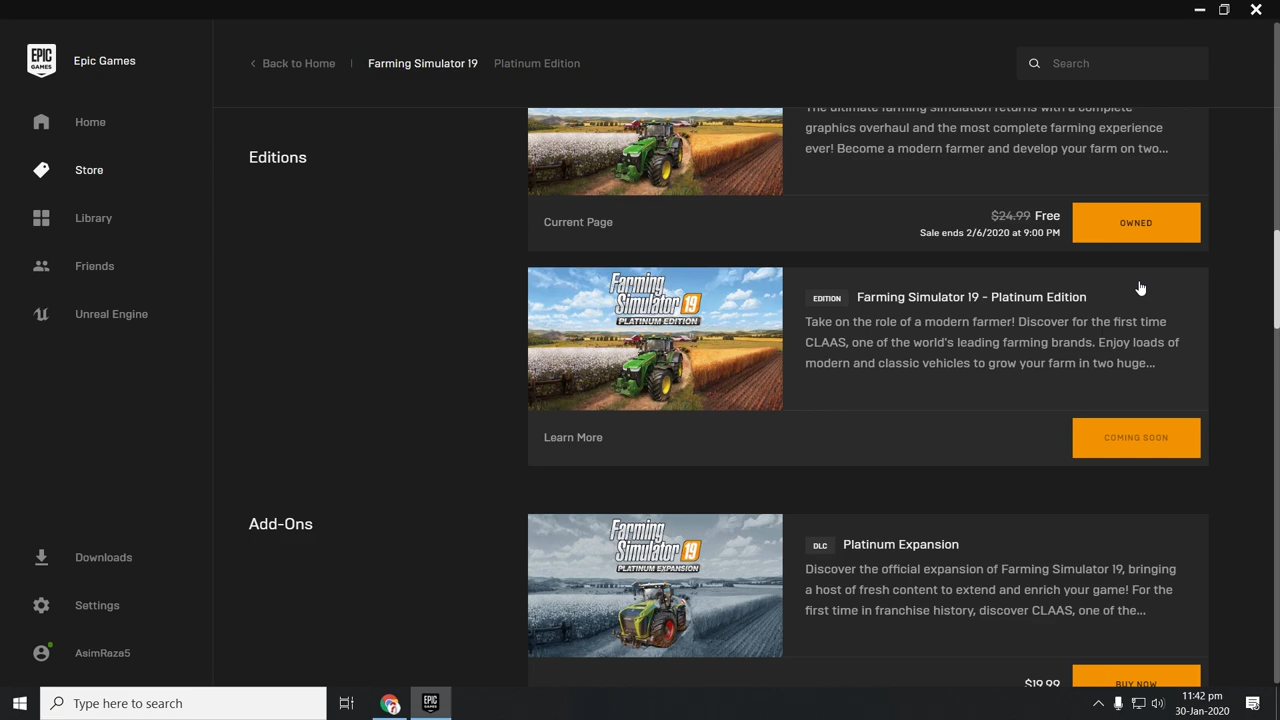 EPIC
GAMES
Epic Games
Back to Home
Farming Simulator 19
Platinum Edition
Search
Home
Store
Library
Friends
Unreal Engine
Downloads
Settings
AsimRaza5
Editions
The ultimate farming simulation returns with a complete
graphics overhaul and the most complete farming experience
ever! Become a modern farmer and develop your farm on two...
Current Page
$24.99 Free
Sale ends 2/6/2020 at 9:00 PM
OWNED
Farming
Simulator 19
PLATINUM EDITION
EDITION Farming Simulator 19 - Platinum Edition
Take on the role of a modern farmer! Discover for the first time
CLAAS, one of the world's leading farming brands. Enjoy loads of
modern and classic vehicles to grow your farm in two huge...
Learn More
COMING SOON
Add-Ons
Farming
Simulator 19
PLATINUM EXPANSION
DLC Platinum Expansion
Discover the official expansion of Farming Simulator 19, bringing
a host of fresh content to extend and enrich your game! For the
first time in franchise history, discover CLAAS, one of the...
$19.99
BUY NOW
Type here to search
EPIC
GAMES
11:42 pm
30-Jan-2020